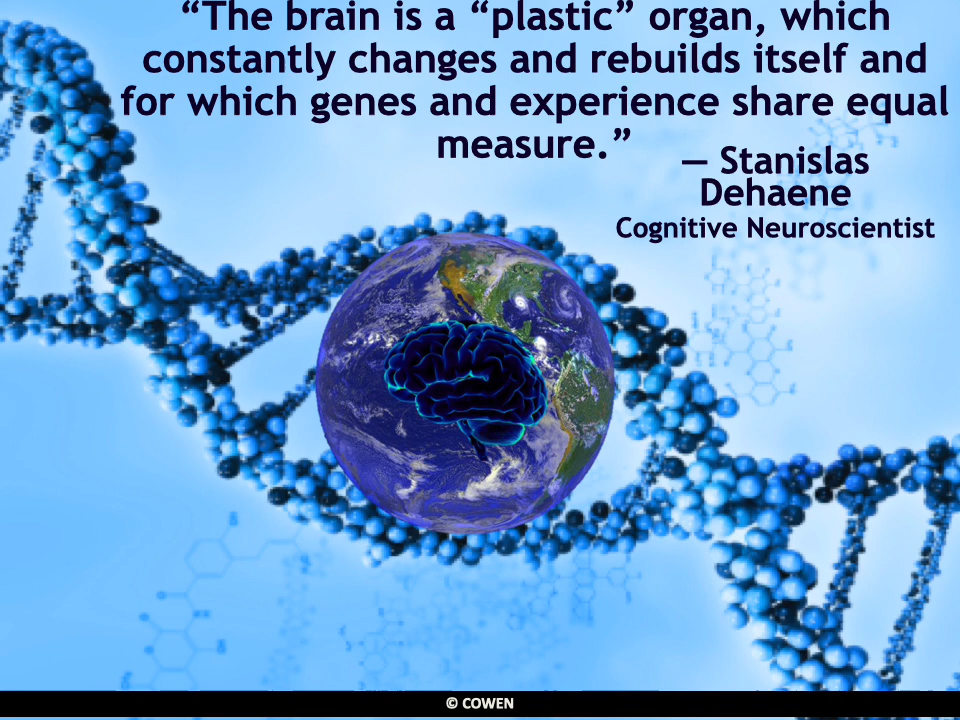 “The brain is a “plastic” organ, which
constantly changes and rebuilds itself and
for which genes and experience share equal
measure.”
— Stanislas
Dehaene
Cognitive Neuroscientist
© COWEN